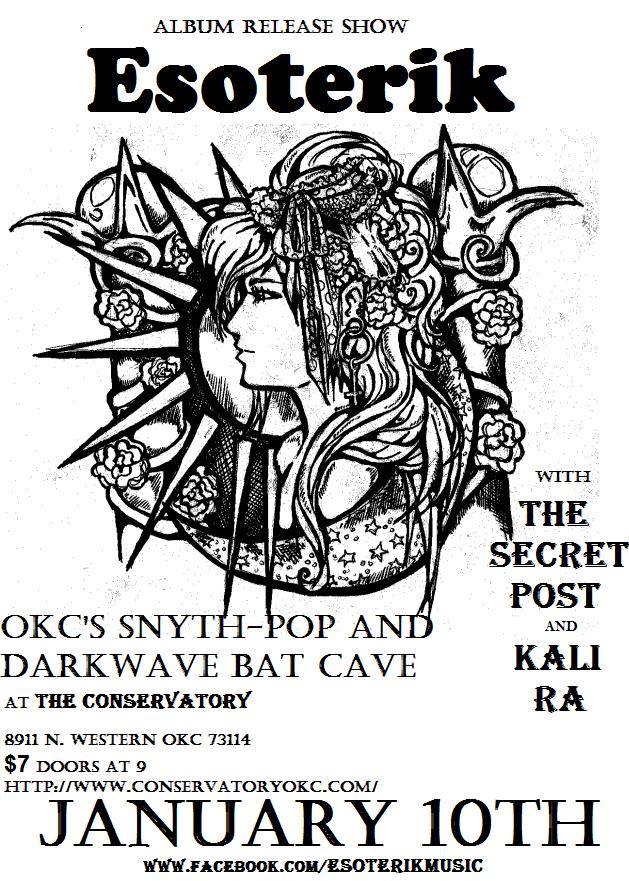 ALBUM RELEASE SHOW
Esoterik
WITH
THE
SECRET
POST
AND
KALI
RA
OKC'S SNYTH-POP AND
DARKWAVE BAT CAVE
AT THE CONSERVATORY
8911 N. WESTERN OKC 73114
$7 DOORS AT 9
HTTP://WWW.CONSERVATORYOKC.COM/
JANUARY 10TH
WWW.FACEBOOK.COM/ESOTERIKMUSIC